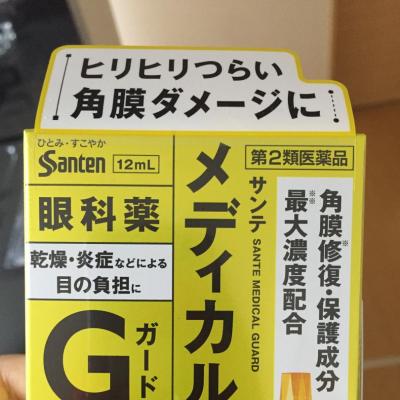 ヒリヒリつらい
角膜ダメージに
ひとみ・すこやか
Santen
12mL
第2類医薬品
眼科薬
乾燥・炎症などによる
目の負担に
サンテ
SANTE MEDICAL GUARD
メディカル
ガード
G
角膜修復・保護成分※
最大濃度配合※※